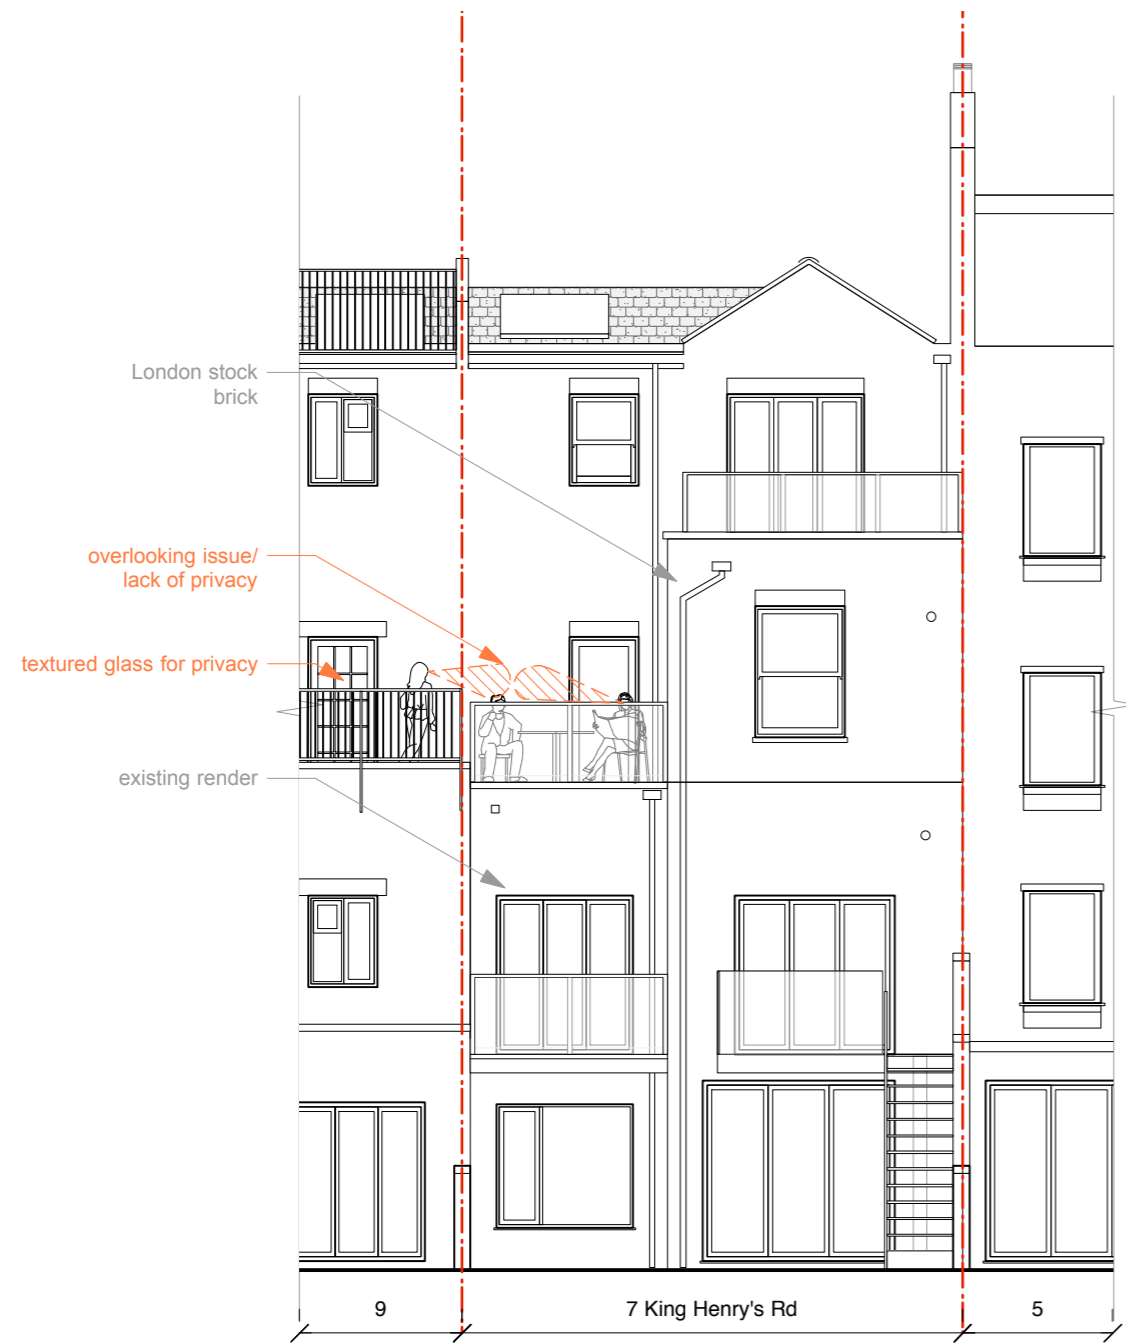 London stock
brick
overlooking issue/
lack of privacy
textured glass for privacy
existing render
9
7 King Henry's Rd
5